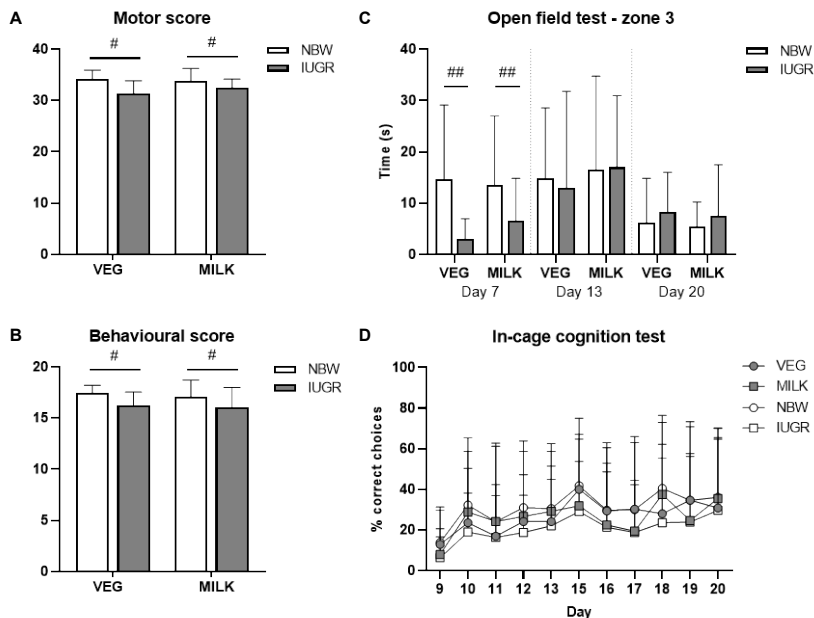 A
Motor score
NBW
IUGR
#
#
40
30
20
10
0
VEG
MILK
B
Behavioural score
NBW
IUGR
#
#
20
15
10
5
0
VEG
MILK
C
Open field test - zone 3
NBW
IUGR
##
##
Time (s)
40
30
20
10
0
VEG MILK VEG MILK VEG MILK
Day 7 Day 13 Day 20
D
In-cage cognition test
VEG
MILK
NBW
IUGR
% correct choices
100
80
60
40
20
0
9 10 11 12 13 15 16 17 18 19 20
Day